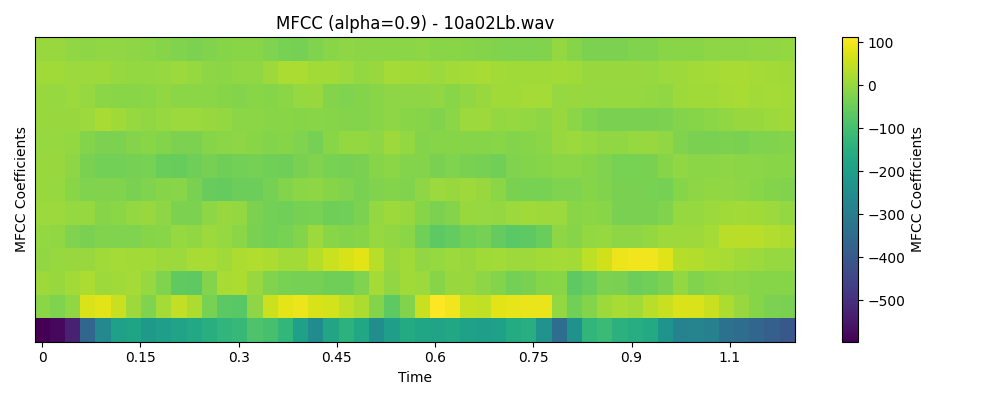 MFCC (alpha=0.9) - 10a02Lb.wav
MFCC Coefficients
0 0.15 0.3 0.45 0.6 0.75 0.9 1.1
Time
100
0
−100
−200
−300
−400
−500
MFCC Coefficients